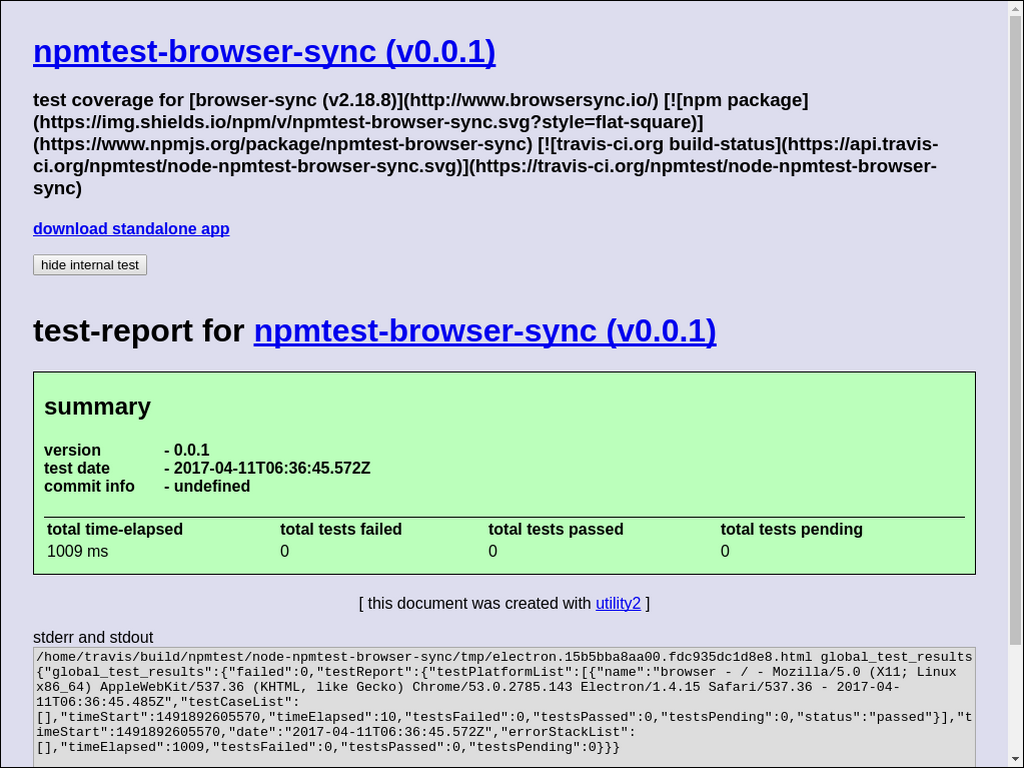 npmtest-browser-sync (v0.0.1)
test coverage for [browser-sync (v2.18.8)](http://www.browsersync.io/) [![npm package]
(https://img.shields.io/npm/v/npmtest-browser-sync.svg?style=flat-square)]
(https://www.npmjs.org/package/npmtest-browser-sync) [![travis-ci.org build-status](https://api.travis-
ci.org/npmtest/node-npmtest-browser-sync.svg)](https://travis-ci.org/npmtest/node-npmtest-browser-
sync)
download standalone app
hide internal test
test-report for npmtest-browser-sync (v0.0.1)
summary
version - 0.0.1
test date - 2017-04-11T06:36:45.572Z
commit info - undefined
total time-elapsed total tests failed total tests passed total tests pending
1009 ms 0 0 0
[ this document was created with utility2 ]
stderr and stdout
/home/travis/build/npmtest/node-npmtest-browser-sync/tmp/electron.15b5bba8aa00.fdc935dc1d8e8.html global_test_results
{"global_test_results":{"failed":0,"testReport":{"testPlatformList":[{"name":"browser - / - Mozilla/5.0 (X11; Linux
x86_64) AppleWebKit/537.36 (KHTML, like Gecko) Chrome/53.0.2785.143 Electron/1.4.15 Safari/537.36 - 2017-04-
11T06:36:45.485Z","testCaseList":
[],"timeStart":1491892605570,"timeElapsed":10,"testsFailed":0,"testsPassed":0,"testsPending":0,"status":"passed"}],"t
imeStart":1491892605570,"date":"2017-04-11T06:36:45.572Z","errorStackList":
[],"timeElapsed":1009,"testsFailed":0,"testsPassed":0,"testsPending":0}}}